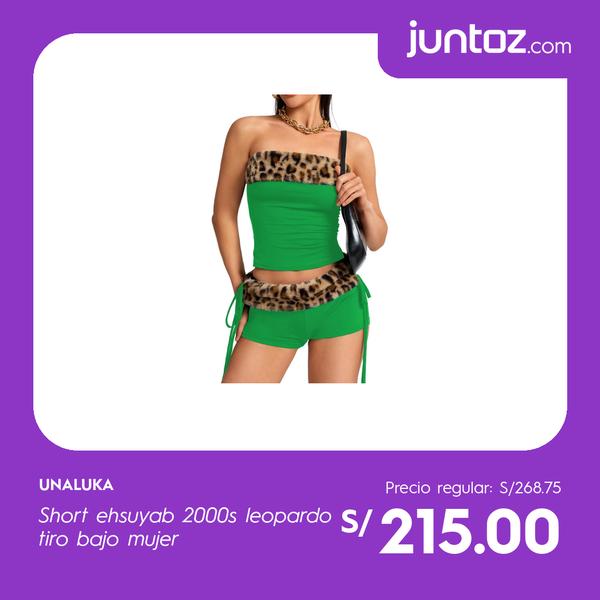 juntoz.com
UNALUKA
Precio regular: S/268.75
Short ehsuyab 2000s leopardo
tiro bajo mujer
S/215.00